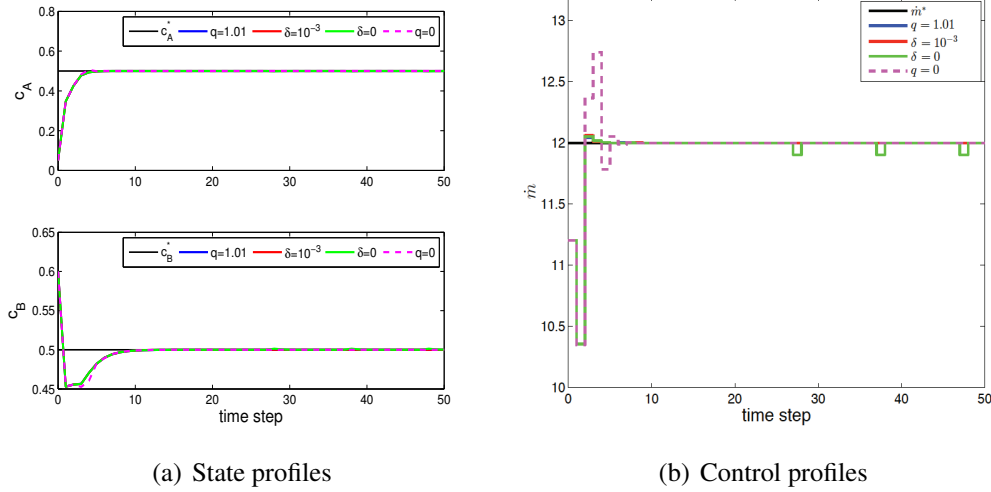 0.8
0.6
0.4
0.2
0
c_A
c_A^* q=1.01 δ=10^{-3} δ=0 q=0
0 10 20 30 40 50
0.65
0.6
0.55
0.5
0.45
c_B
c_B^* q=1.01 δ=10^{-3} δ=0 q=0
0 10 20 30 40 50
time step
(a) State profiles
13
12.5
12
11.5
11
10.5
10
ṁ
ṁ*
q = 1.01
δ = 10^{-3}
δ = 0
q = 0
0 10 20 30 40 50
time step
(b) Control profiles